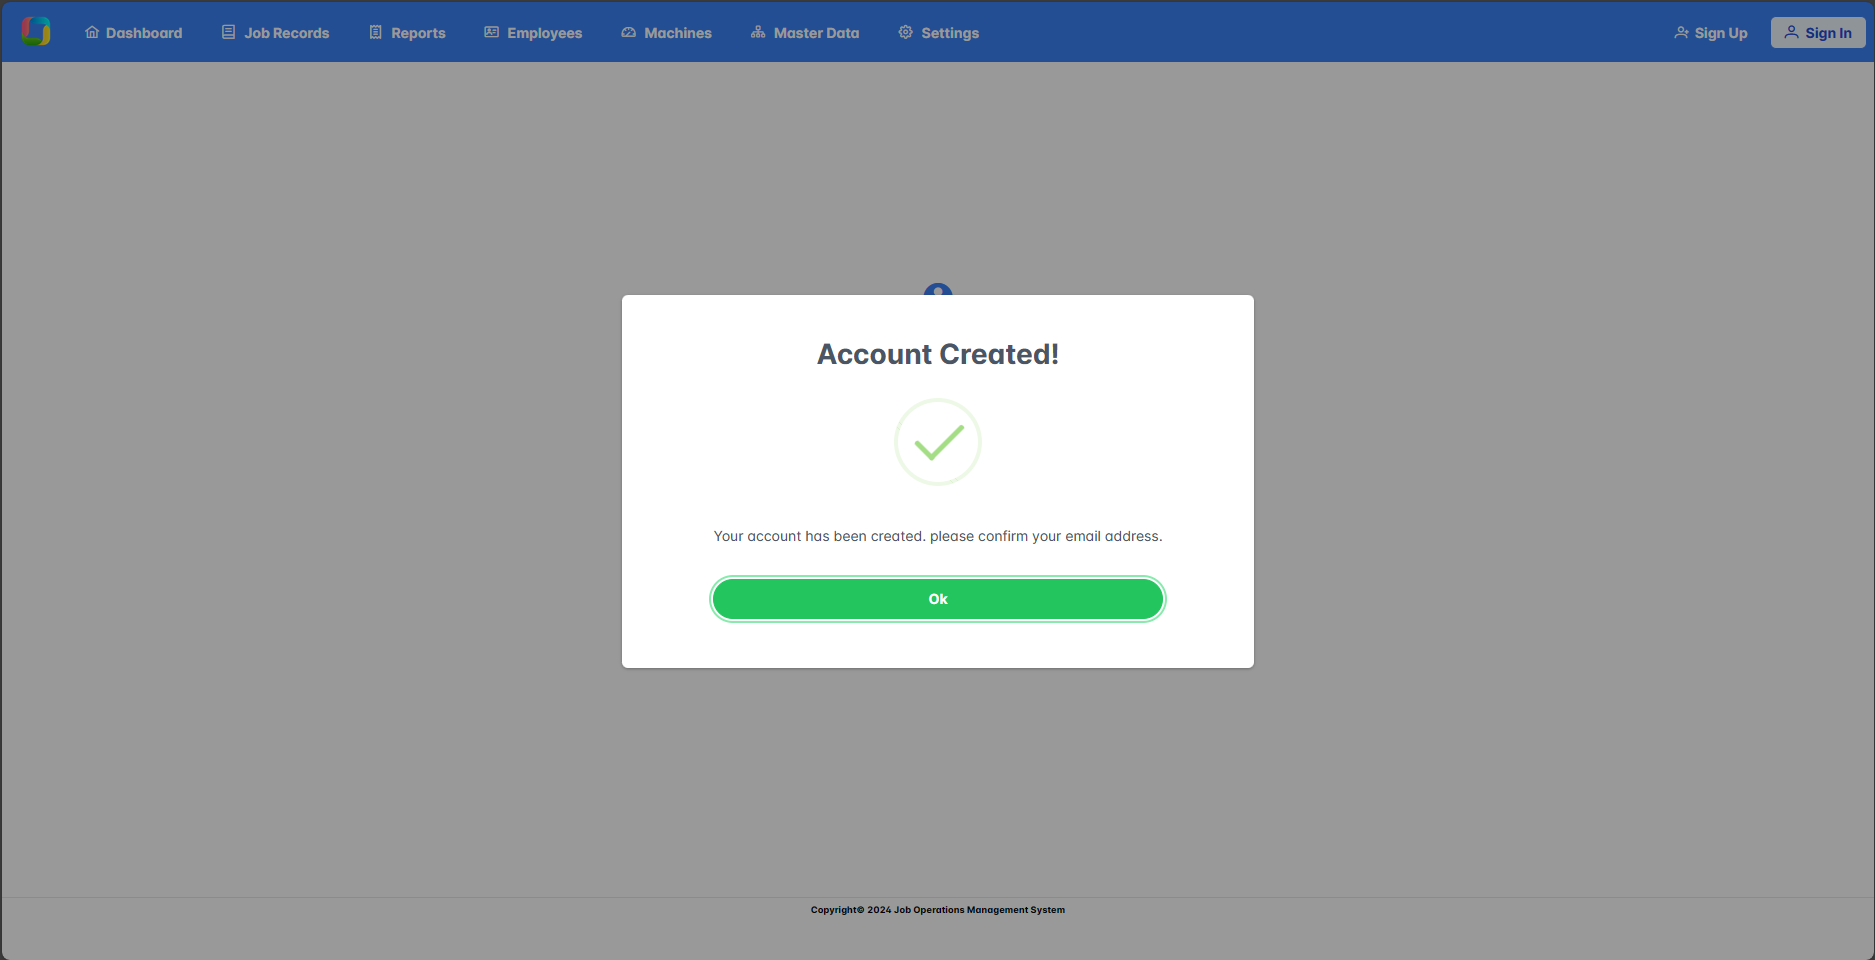 Dashboard Job Records Reports Employees Machines Master Data Settings Sign Up Sign In
Account Created!
Your account has been created. please confirm your email address.
Ok
Copyright© 2024 Job Operations Management System